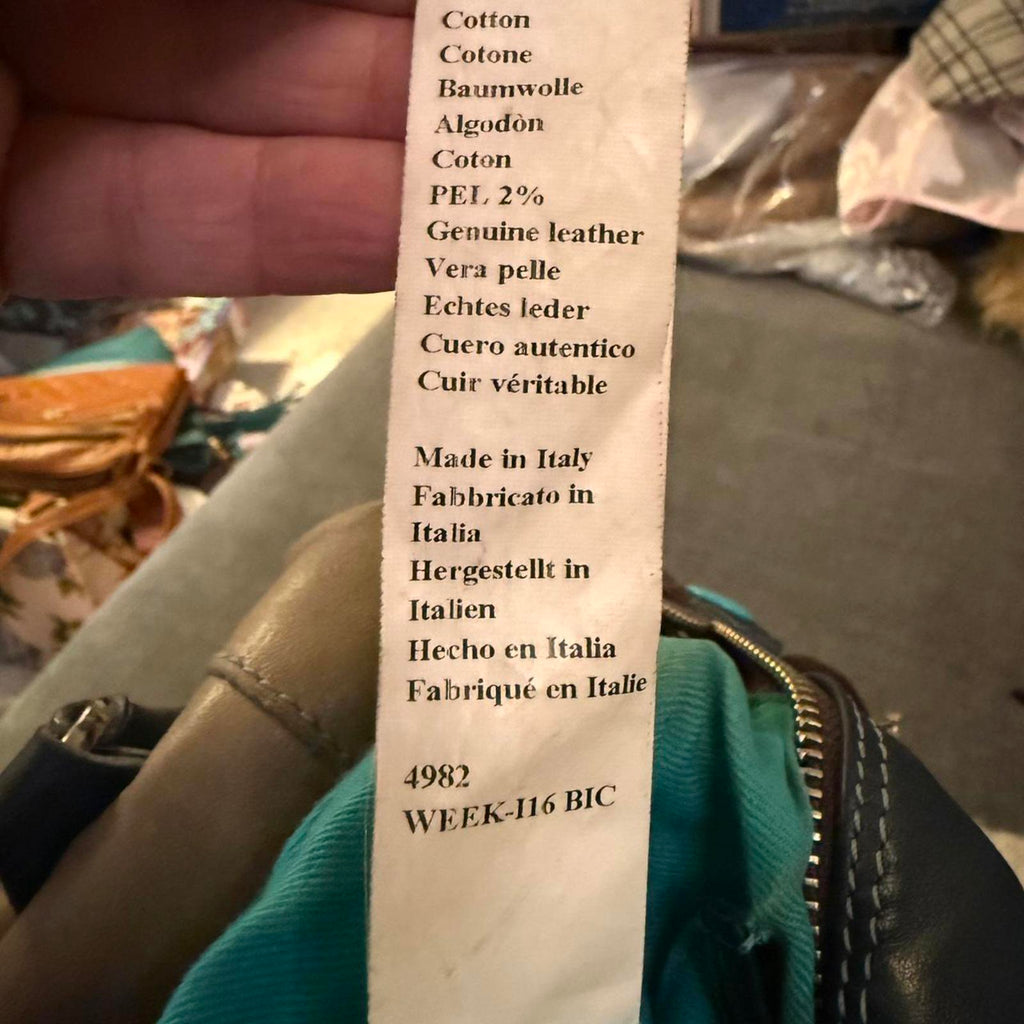 Cotton
Cotone
Baumwolle
Algodòn
Coton
PEL 2%
Genuine leather
Vera pelle
Echtes leder
Cuero autentico
Cuir véritable
Made in Italy
Fabbricato in
Italia
Hergestellt in
Italien
Hecho en Italia
Fabriqué en Italie
4982
WEEK-I16 BIC